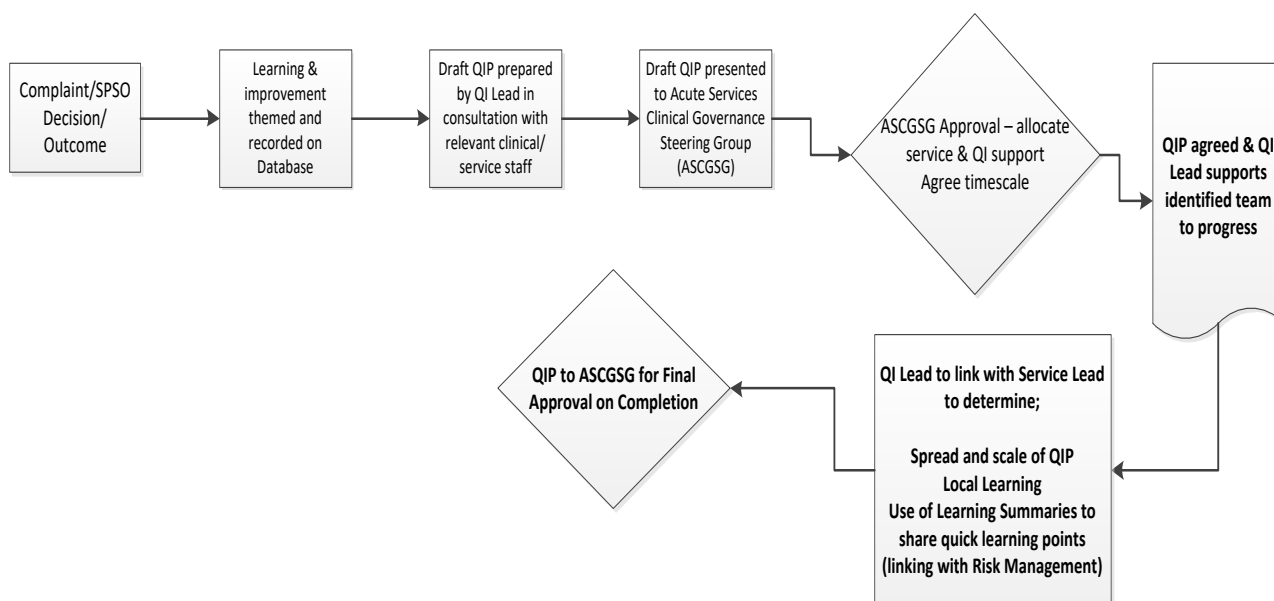 Complaint/SPSO
Decision/
Outcome
Learning &
improvement
themed and
recorded on
Database
Draft QIP prepared
by QI Lead in
consultation with
relevant clinical/
service staff
Draft QIP presented
to Acute Services
Clinical Governance
Steering Group
(ASCGSG)
ASCGSG Approval – allocate
service & QI support
Agree timescale
QIP agreed & QI
Lead supports
identified team
to progress
QI Lead to link with Service Lead
to determine;
Spread and scale of QIP
Local Learning
Use of Learning Summaries to
share quick learning points
(linking with Risk Management)
QIP to ASCGSG for Final
Approval on Completion